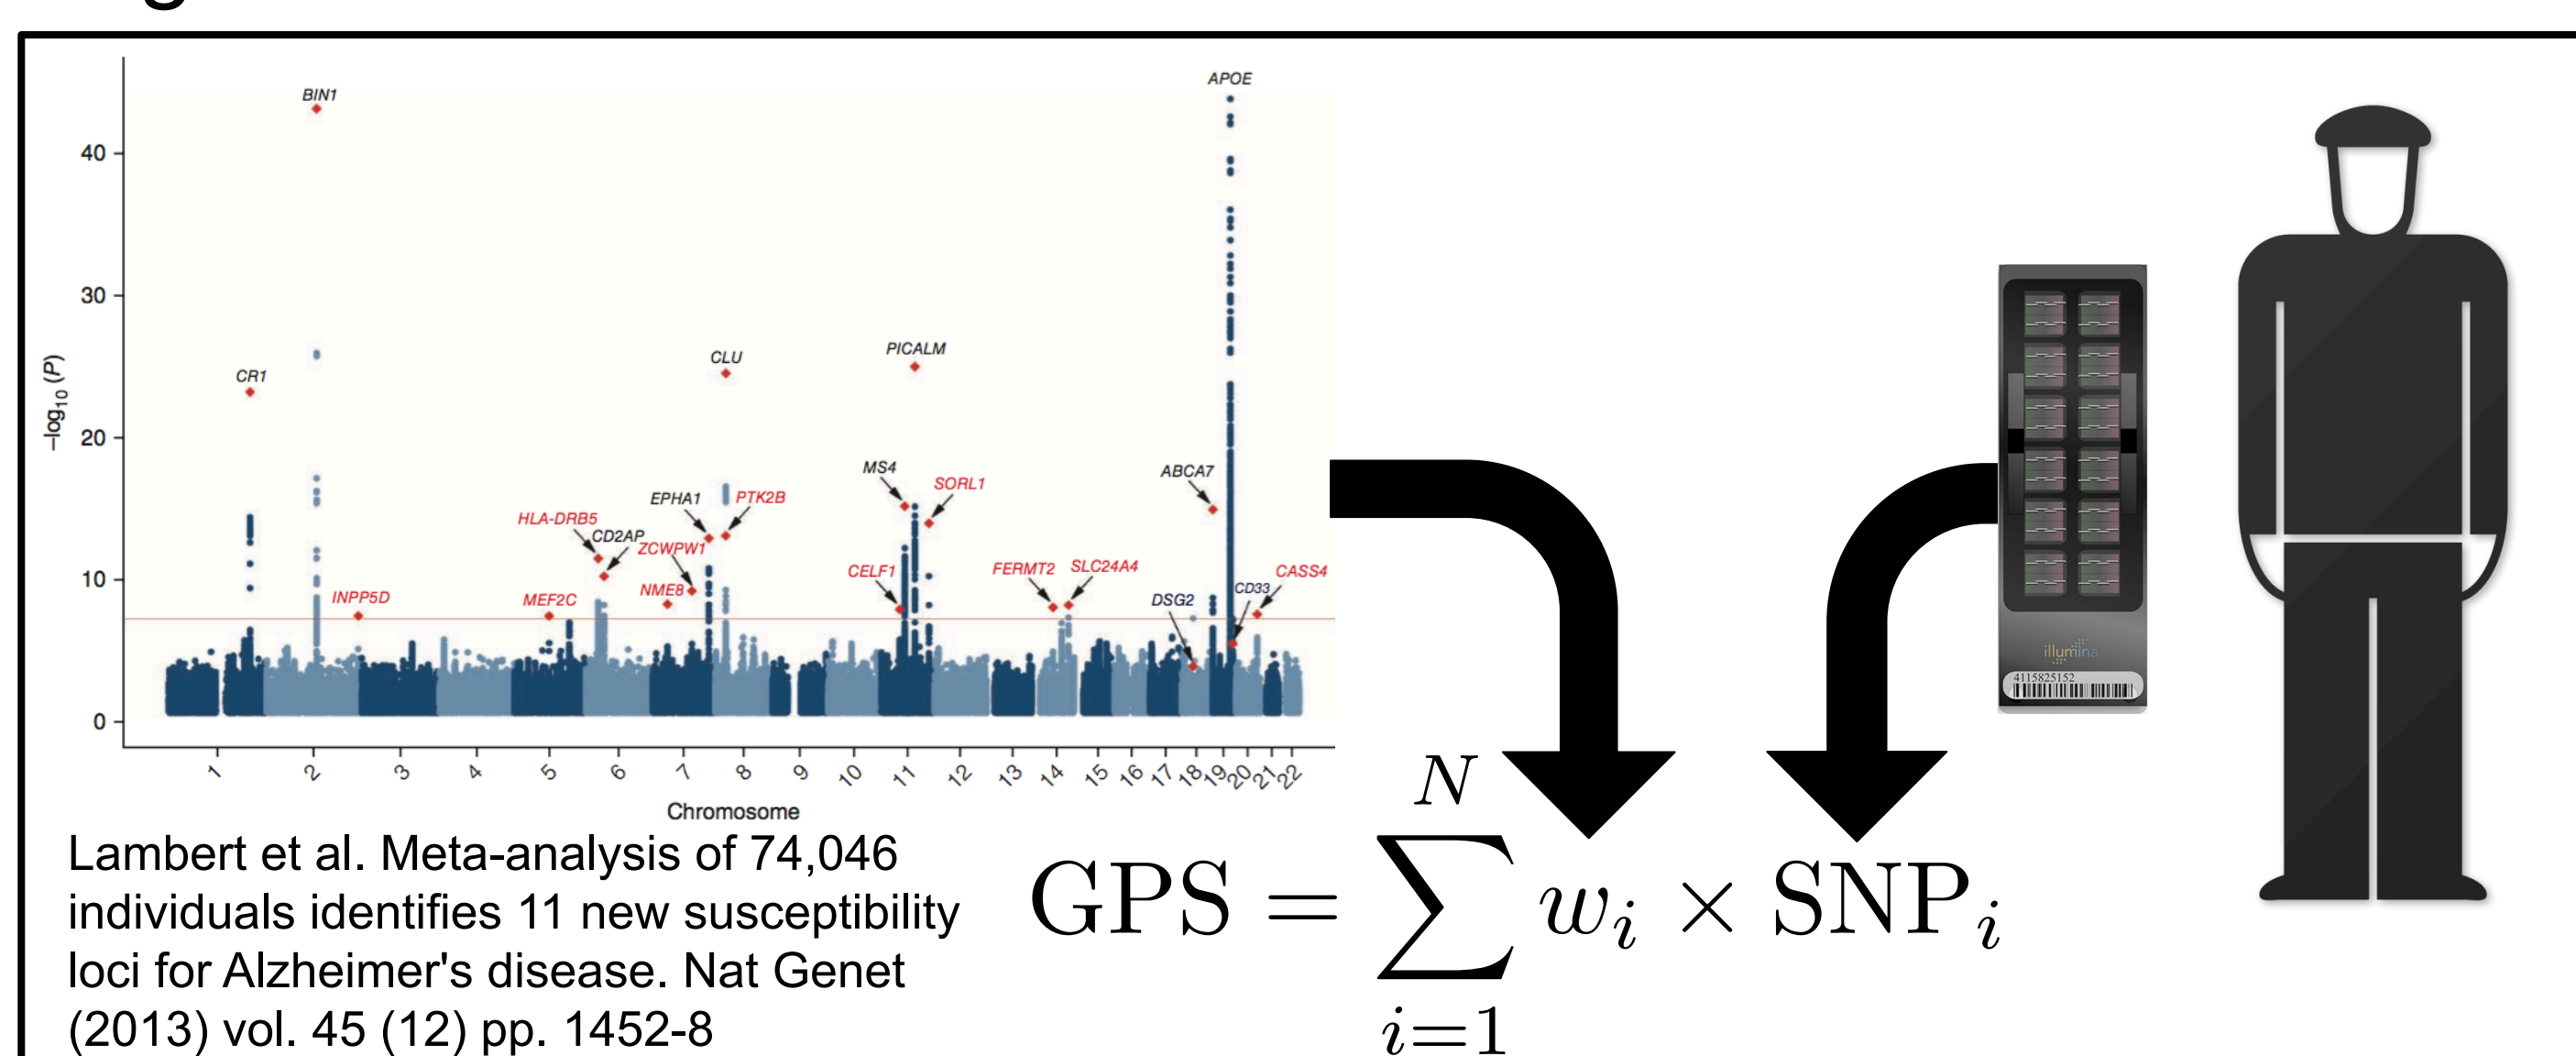 APOE
BIN1
40
30
PICALM
CLU
CR1
–log10 (P)
20
MS4
ABCA7
SORL1
EPHA1
PTK2B
HLA-DRB5
CD2AP
ZCWPW1
10
CELF1
FERMT2
SLC24A4
CASS4
NME8
CD33
INPP5D
MEF2C
DSG2
0
1 2 3 4 5 6 7 8 9 10 11 12 13 14 15 16 17 18 19 20 21 22
Chromosome
illumina
4115825152
Lambert et al. Meta-analysis of 74,046
individuals identifies 11 new susceptibility
loci for Alzheimer's disease. Nat Genet
(2013) vol. 45 (12) pp. 1452-8
N
GPS = ∑ wi × SNPi
i=1